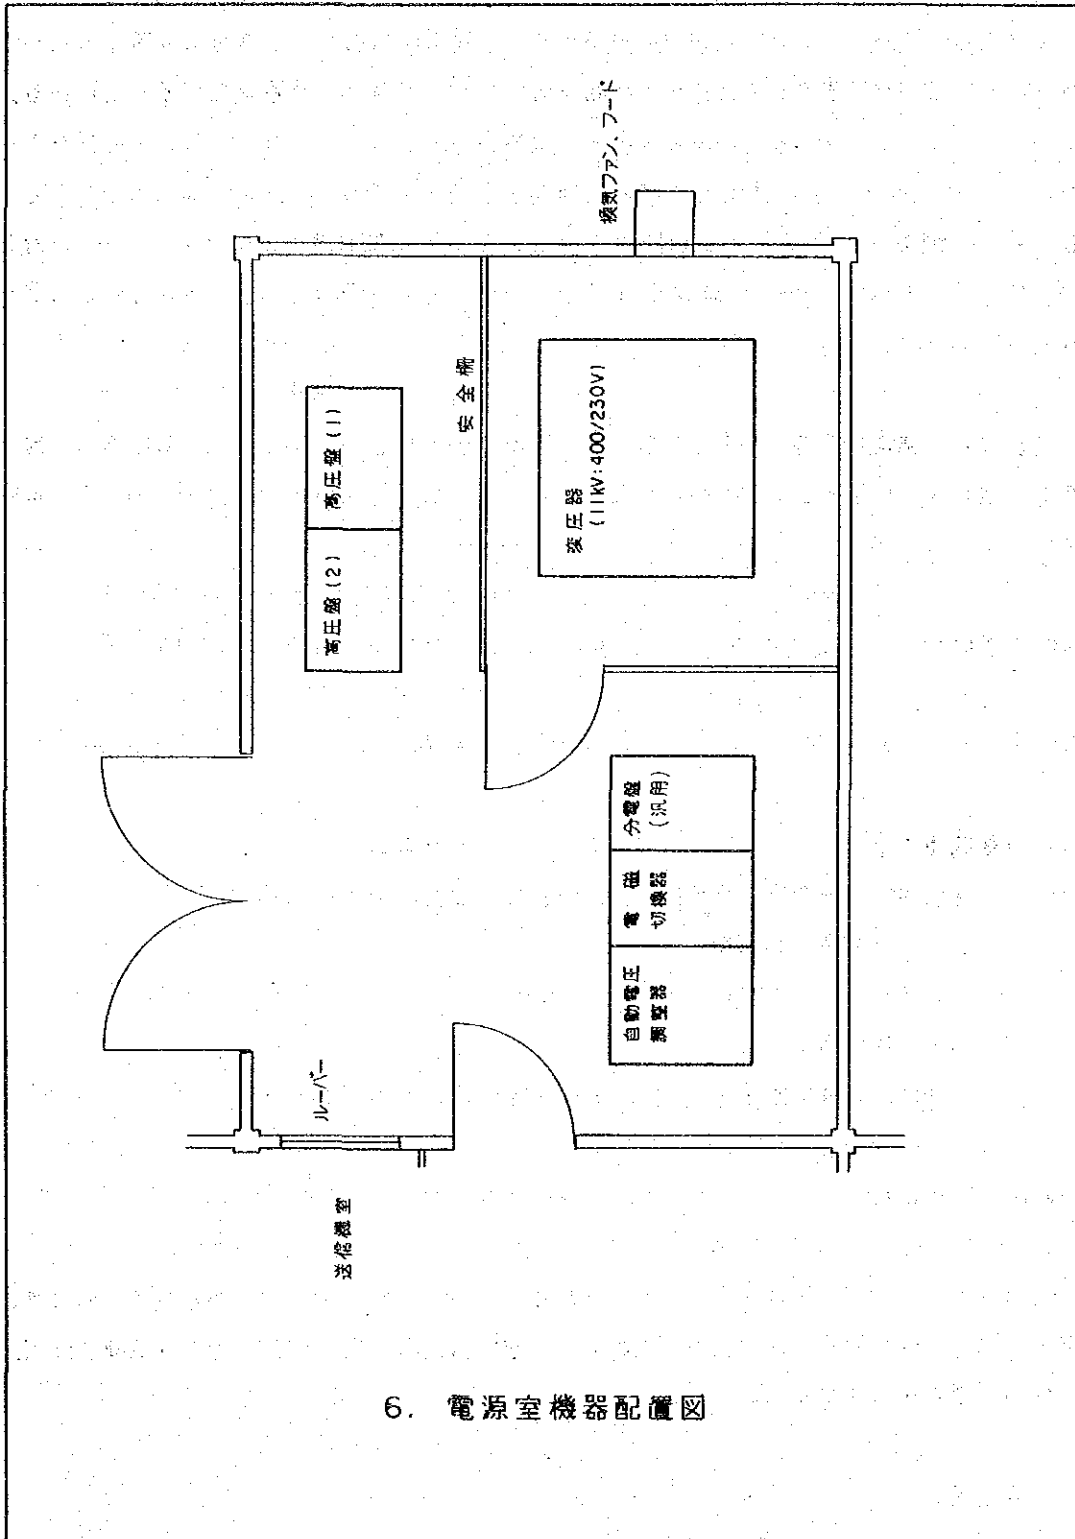 換気ファン、フード
安全柵
高圧盤(1)
高圧盤(2)
変圧器
(11kV:400/230V)
分電盤
(汎用)
電磁
切換器
自動電圧
調整器
ルーバー
送信機室
6. 電源室機器配置図